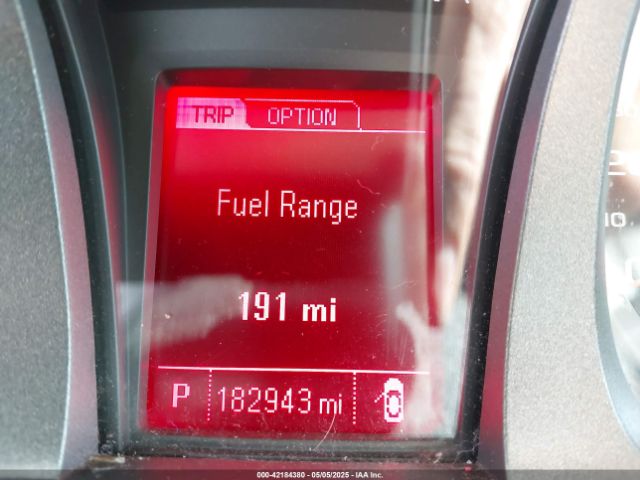 TRIP OPTION
Fuel Range
191 mi
P 182943 mi
000-42184380 - 05/05/2025 - IAA Inc.